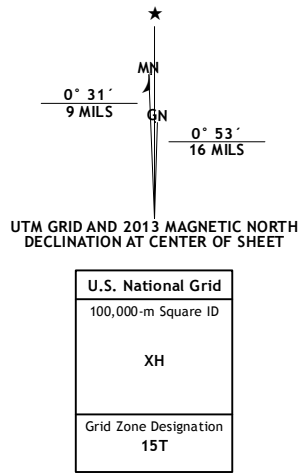 ★
MN
0° 31´
9 MILS
GN
0° 53´
16 MILS
UTM GRID AND 2013 MAGNETIC NORTH
DECLINATION AT CENTER OF SHEET
U.S. National Grid
100,000-m Square ID
XH
Grid Zone Designation
15T